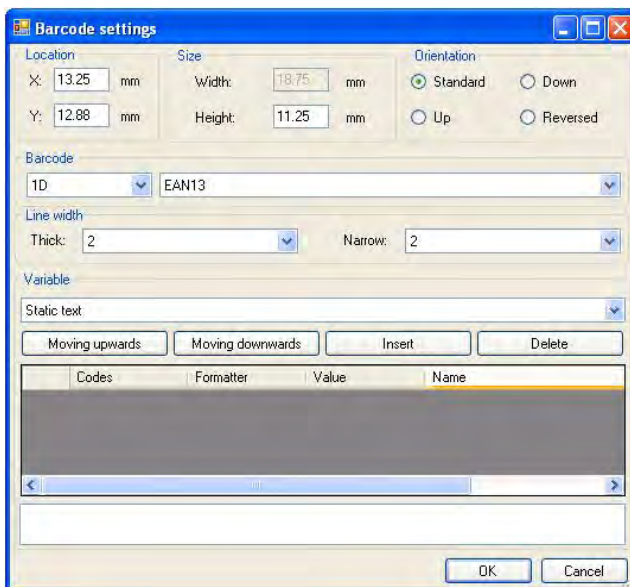 Barcode settings
Location Size Orientation
X: 13.25 mm Width: 18.75 mm Standard Down
Y: 12.88 mm Height: 11.25 mm Up Reversed
Barcode
1D EAN13
Line width
Thick: 2 Narrow: 2
Variable
Static text
Moving upwards Moving downwards Insert Delete
Codes Formatter Value Name
OK Cancel